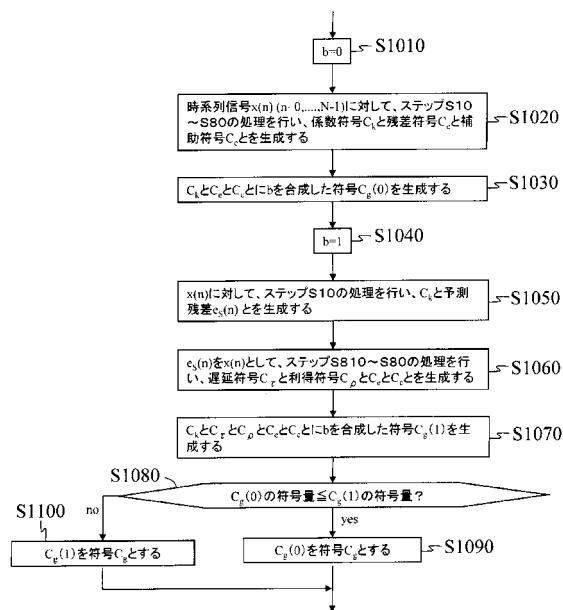 b=0
S1010
時系列信号x(n) (n- 0,....,N-1)に対して、ステップS10
～S80の処理を行い、係数符号Ckと残差符号Ceと補
助符号Ccとを生成する
S1020
CkとCeとCcとにbを合成した符号Cg(0)を生成する
S1030
b=1
S1040
x(n)に対して、ステップS10の処理を行い、Ckと予測
残差eS(n) とを生成する
S1050
eS(n)をx(n)として、ステップS810～S80の処理を行
い、遅延符号Cτと利得符号CρとCeとCcとを生成する
S1060
CkとCτとCρとCeとCcとにbを合成した符号Cg(1)を生
成する
S1070
S1080
Cg(0)の符号量≦Cg(1)の符号量？
no
yes
S1100
Cg(1)を符号Cgとする
Cg(0)を符号Cgとする
S1090